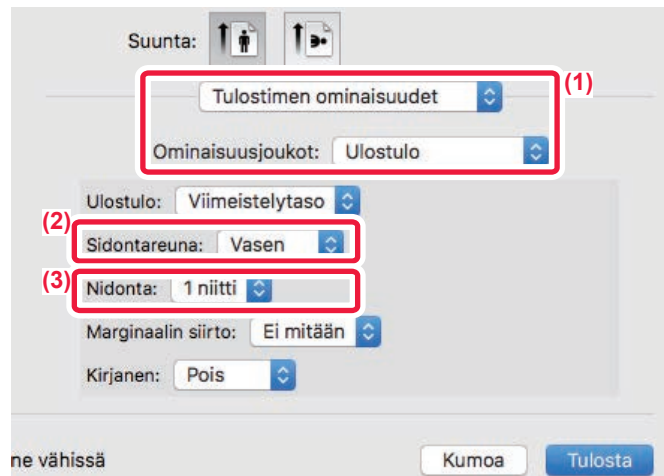 Suunta:
(1)
Tulostimen ominaisuudet
Ominaisuusjoukot: Ulostulo
Ulostulo: Viimeistelytaso
(2)
Sidontareuna: Vasen
(3)
Nidonta: 1 niitti
Marginaalin siirto: Ei mitään
Kirjanen: Pois
ne vähissä
Kumoa Tulosta